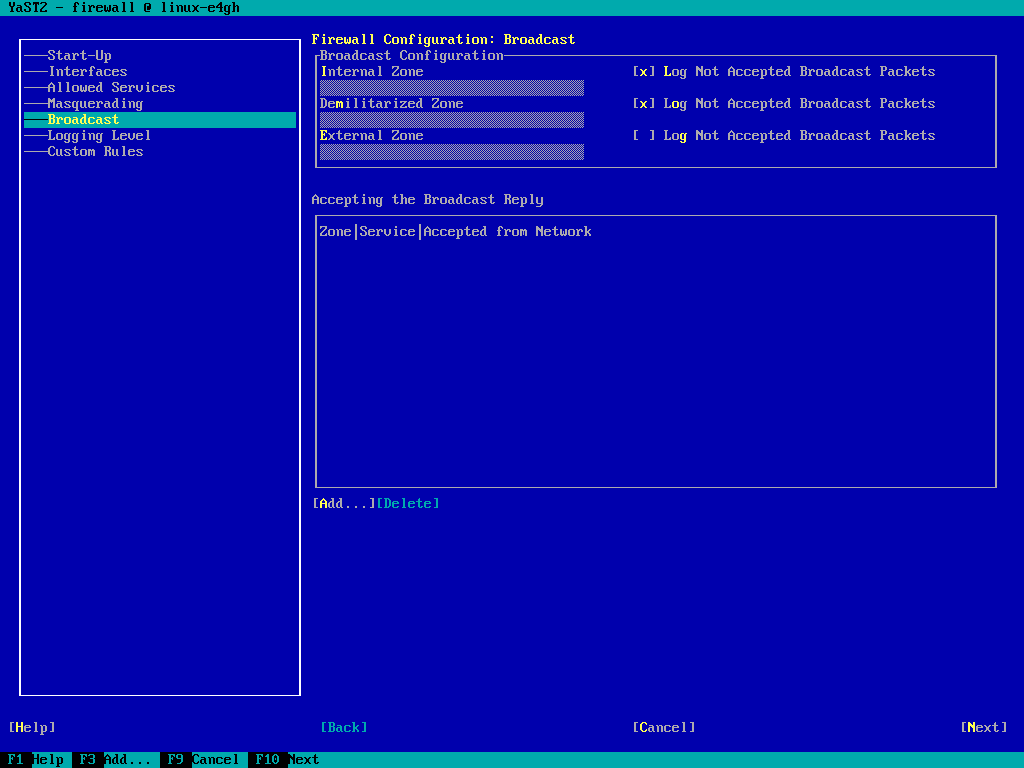 YaST2 - firewall @ linux-e4gh
Firewall Configuration: Broadcast
Start-Up
Interfaces
Allowed Services
Masquerading
Broadcast
Logging Level
Custom Rules
Broadcast Configuration
Internal Zone [x] Log Not Accepted Broadcast Packets
Demilitarized Zone [x] Log Not Accepted Broadcast Packets
External Zone [ ] Log Not Accepted Broadcast Packets
Accepting the Broadcast Reply
Zone|Service|Accepted from Network
[Add...][Delete]
[Help] [Back] [Cancel] [Next]
F1 Help F3 Add... F9 Cancel F10 Next